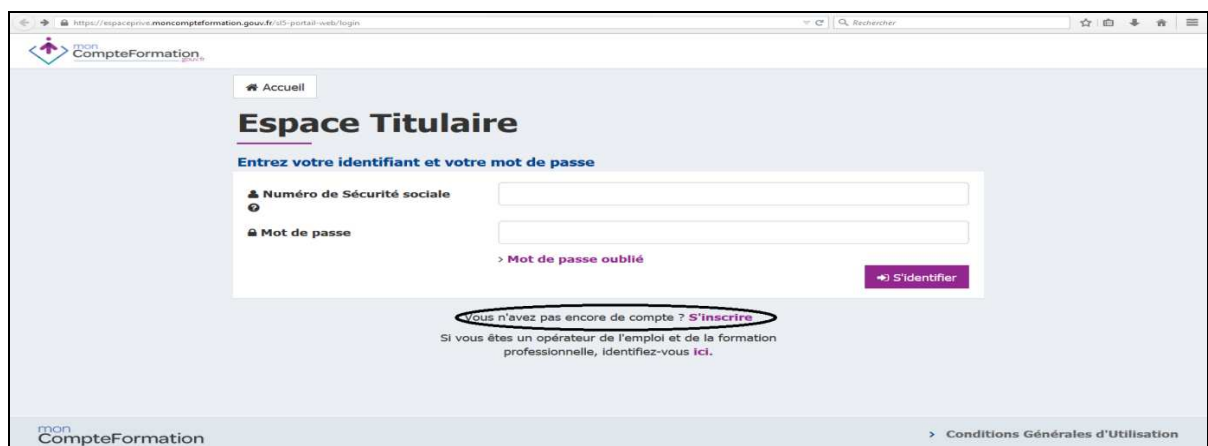 https://espaceprive.moncompteformation.gouv.fr/sl5-portail-web/login
Rechercher
mon
CompteFormation
.gouv.fr
Accueil
Espace Titulaire
Entrez votre identifiant et votre mot de passe
Numéro de Sécurité sociale
?
Mot de passe
> Mot de passe oublié
S'identifier
Vous n'avez pas encore de compte ? S'inscrire
Si vous êtes un opérateur de l'emploi et de la formation
professionnelle, identifiez-vous ici.
mon
CompteFormation
> Conditions Générales d'Utilisation